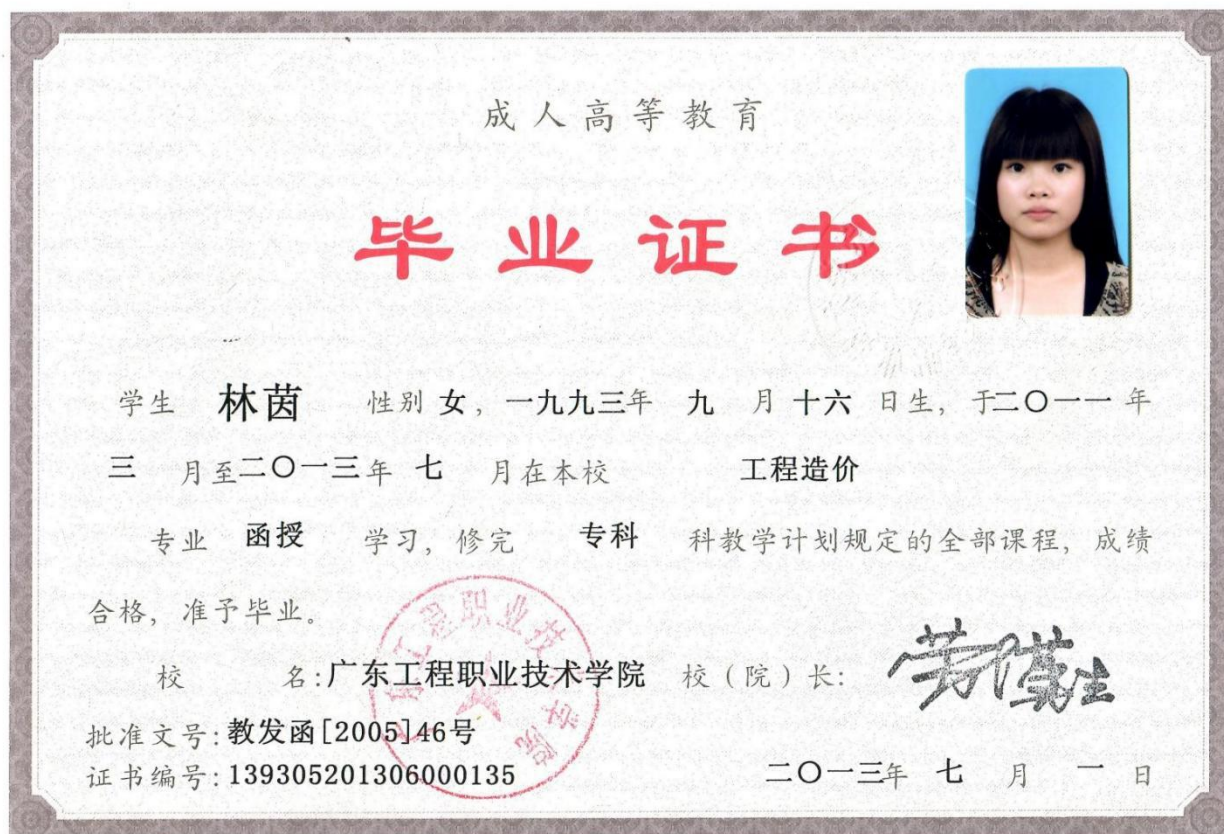 成人高等教育
毕业证书
学生 林茵 性别 女，一九九三年 九 月 十六 日生，于二〇一一年
三 月至二〇一三年 七 月在本校 工程造价
专业 函授 学习，修完 专科 科教学计划规定的全部课程，成绩
合格，准予毕业。
校 名:广东工程职业技术学院 校（院）长:
批准文号:教发函[2005]46号
证书编号:139305201306000135 二〇一三年 七 月 一 日